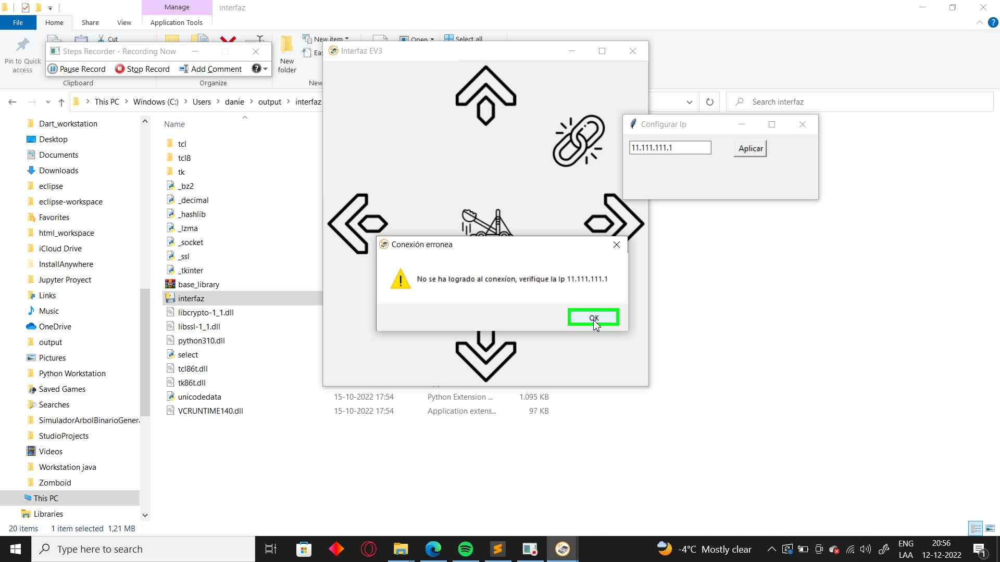 Manage
interfaz
File
Home
Share
View
Application Tools
Pin to Quick
access
Cut
New item
Open
Select all
New
folder
Clipboard
Organize
New
Steps Recorder - Recording Now
Pause Record
Stop Record
Add Comment
This PC
Windows (C:)
Users
danie
output
interfaz
Search interfaz
Dart_workstation
Desktop
Documents
Downloads
eclipse
eclipse-workspace
Favorites
html_workspace
iCloud Drive
InstallAnywhere
Jupyter Proyect
Links
Music
OneDrive
output
Pictures
Python Workstation
Saved Games
Searches
SimuladorArbolBinarioGenera
StudioProjects
Videos
Workstation java
Zomboid
This PC
Libraries
Name
tcl
tcl8
tk
_bz2
_decimal
_hashlib
_lzma
_socket
_ssl
_tkinter
base_library
interfaz
libcrypto-1_1.dll
libssl-1_1.dll
python310.dll
select
tcl86t.dll
tk86t.dll
unicodedata 15-10-2022 17:54 Python Extension ... 1.095 KB
VCRUNTIME140.dll 15-10-2022 17:54 Application extens... 97 KB
Interfaz EV3
Configurar Ip
11.111.111.1
Aplicar
Conexión erronea
No se ha logrado al conexíon, verifique la Ip 11.111.111.1
OK
20 items 1 item selected 1,21 MB
Type here to search
-4°C Mostly clear
ENG
LAA
20:56
12-12-2022
1